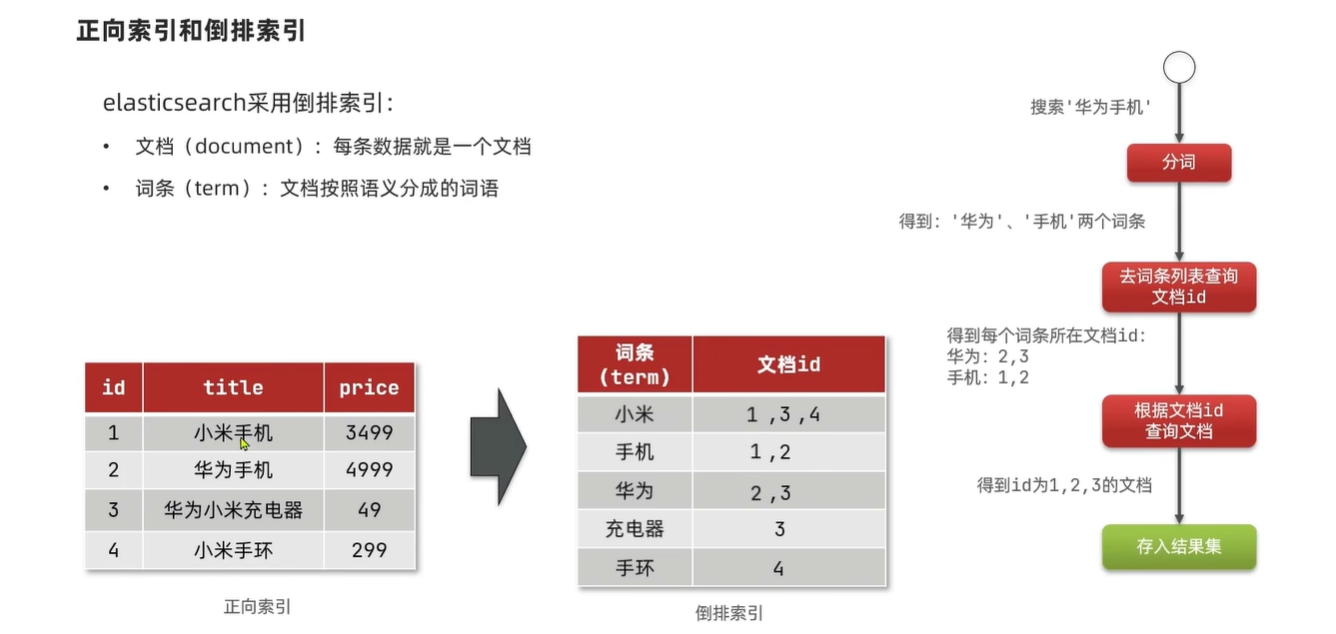 正向索引和倒排索引
elasticsearch采用倒排索引：
• 文档（document）：每条数据就是一个文档
• 词条（term）：文档按照语义分成的词语
id title price
1 小米手机 3499
2 华为手机 4999
3 华为小米充电器 49
4 小米手环 299
正向索引
词条
(term) 文档id
小米 1 ,3 ,4
手机 1 ,2
华为 2 ,3
充电器 3
手环 4
倒排索引
搜索'华为手机'
分词
得到：'华为'、'手机'两个词条
去词条列表查询
文档id
得到每个词条所在文档id：
华为：2,3
手机：1,2
根据文档id
查询文档
得到id为1,2,3的文档
存入结果集